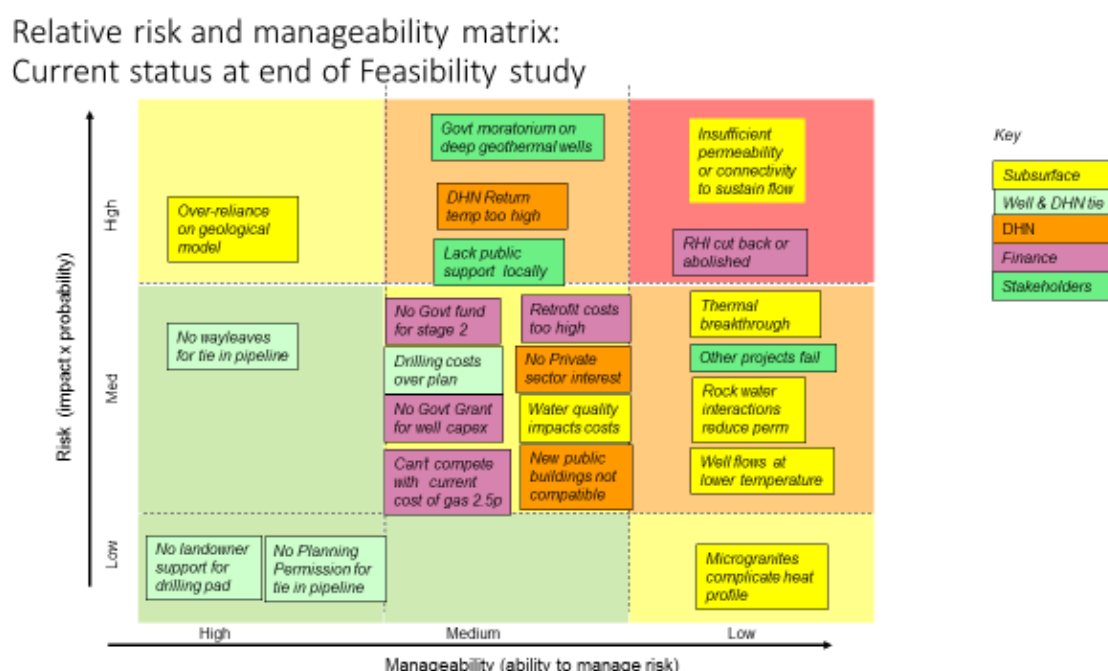 Relative risk and manageability matrix:
Current status at end of Feasibility study
Govt moratorium on
deep geothermal wells
Insufficient
permeability
or connectivity
to sustain flow
Key
Subsurface
Well & DHN tie
DHN
Finance
Stakeholders
High
Over-reliance
on geological
model
DHN Return
temp too high
Lack public
support locally
RHI cut back or
abolished
Risk (impact x probability)
Med
No wayleaves
for tie in pipeline
No Govt fund
for stage 2
Retrofit costs
too high
Thermal
breakthrough
Drilling costs
over plan
No Private
sector interest
Other projects fail
No Govt Grant
for well capex
Water quality
impacts costs
Rock water
interactions
reduce perm
Can't compete
with current
cost of gas 2.5p
New public
buildings not
compatible
Well flows at
lower temperature
Low
No landowner
support for
drilling pad
No Planning
Permission for
tie in pipeline
Microgranites
complicate heat
profile
High
Medium
Low
Manageability (ability to manage risk)